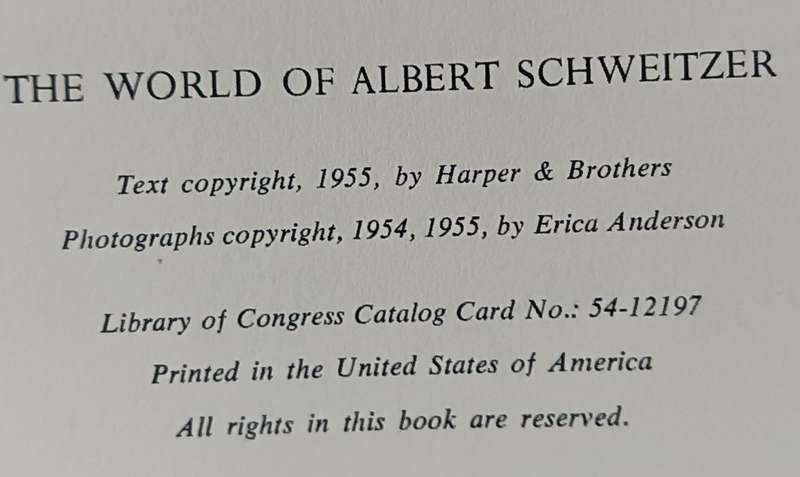 THE WORLD OF ALBERT SCHWEITZER
Text copyright, 1955, by Harper & Brothers
Photographs copyright, 1954, 1955, by Erica Anderson
Library of Congress Catalog Card No.: 54-12197
Printed in the United States of America
All rights in this book are reserved.